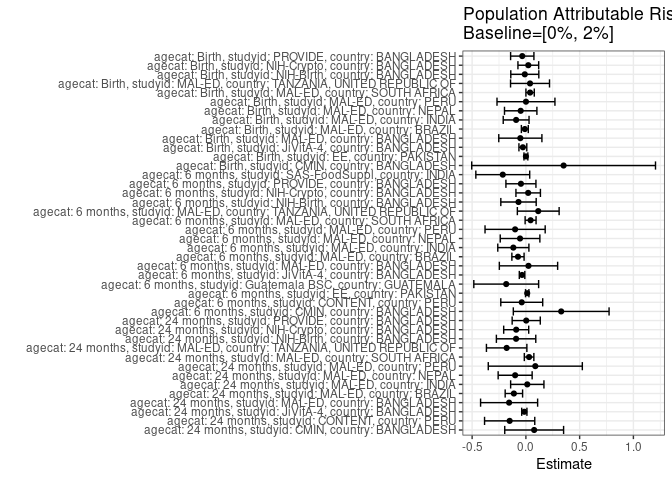 Population Attributable Ris
Baseline=[0%, 2%]
agecat: Birth, studyid: PROVIDE, country: BANGLADESH
agecat: Birth, studyid: NIH-Crypto, country: BANGLADESH
agecat: Birth, studyid: NIH-Birth, country: BANGLADESH
agecat: Birth, studyid: MAL-ED, country: TANZANIA, UNITED REPUBLIC OF
agecat: Birth, studyid: MAL-ED, country: SOUTH AFRICA
agecat: Birth, studyid: MAL-ED, country: PERU
agecat: Birth, studyid: MAL-ED, country: NEPAL
agecat: Birth, studyid: MAL-ED, country: INDIA
agecat: Birth, studyid: MAL-ED, country: BRAZIL
agecat: Birth, studyid: MAL-ED, country: BANGLADESH
agecat: Birth, studyid: JiVitA-4, country: BANGLADESH
agecat: Birth, studyid: EE, country: PAKISTAN
agecat: Birth, studyid: CMIN, country: BANGLADESH
agecat: 6 months, studyid: SAS-FoodSuppl, country: INDIA
agecat: 6 months, studyid: PROVIDE, country: BANGLADESH
agecat: 6 months, studyid: NIH-Crypto, country: BANGLADESH
agecat: 6 months, studyid: NIH-Birth, country: BANGLADESH
agecat: 6 months, studyid: MAL-ED, country: TANZANIA, UNITED REPUBLIC OF
agecat: 6 months, studyid: MAL-ED, country: SOUTH AFRICA
agecat: 6 months, studyid: MAL-ED, country: PERU
agecat: 6 months, studyid: MAL-ED, country: NEPAL
agecat: 6 months, studyid: MAL-ED, country: INDIA
agecat: 6 months, studyid: MAL-ED, country: BRAZIL
agecat: 6 months, studyid: MAL-ED, country: BANGLADESH
agecat: 6 months, studyid: JiVitA-4, country: BANGLADESH
agecat: 6 months, studyid: Guatemala BSC, country: GUATEMALA
agecat: 6 months, studyid: EE, country: PAKISTAN
agecat: 6 months, studyid: CONTENT, country: PERU
agecat: 6 months, studyid: CMIN, country: BANGLADESH
agecat: 24 months, studyid: PROVIDE, country: BANGLADESH
agecat: 24 months, studyid: NIH-Crypto, country: BANGLADESH
agecat: 24 months, studyid: NIH-Birth, country: BANGLADESH
agecat: 24 months, studyid: MAL-ED, country: TANZANIA, UNITED REPUBLIC OF
agecat: 24 months, studyid: MAL-ED, country: SOUTH AFRICA
agecat: 24 months, studyid: MAL-ED, country: PERU
agecat: 24 months, studyid: MAL-ED, country: NEPAL
agecat: 24 months, studyid: MAL-ED, country: INDIA
agecat: 24 months, studyid: MAL-ED, country: BRAZIL
agecat: 24 months, studyid: MAL-ED, country: BANGLADESH
agecat: 24 months, studyid: JiVitA-4, country: BANGLADESH
agecat: 24 months, studyid: CONTENT, country: PERU
agecat: 24 months, studyid: CMIN, country: BANGLADESH
-0.5 0.0 0.5 1.0
Estimate